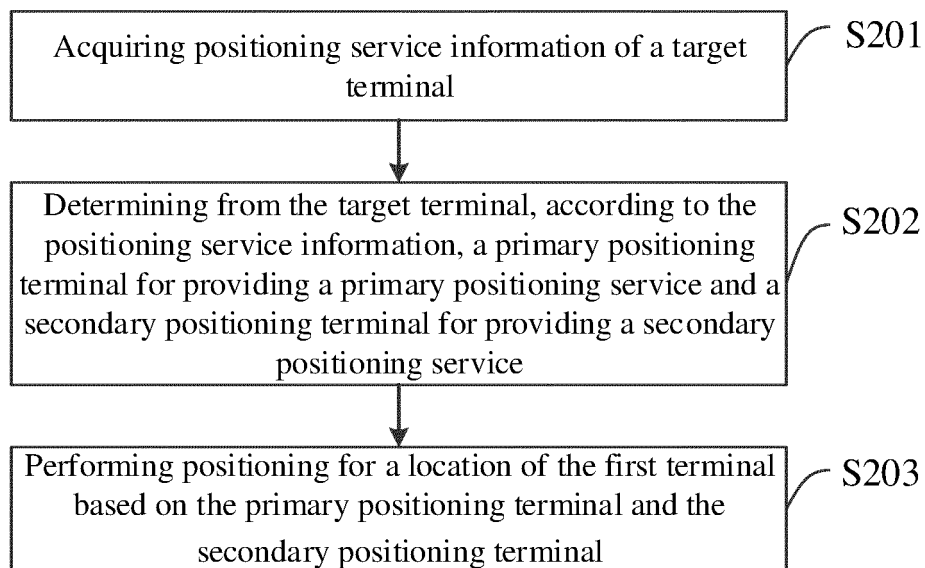 Acquiring positioning service information of a target
terminal
S201
Determining from the target terminal, according to the
positioning service information, a primary positioning
terminal for providing a primary positioning service and a
secondary positioning terminal for providing a secondary
positioning service
S202
Performing positioning for a location of the first terminal
based on the primary positioning terminal and the
secondary positioning terminal
S203